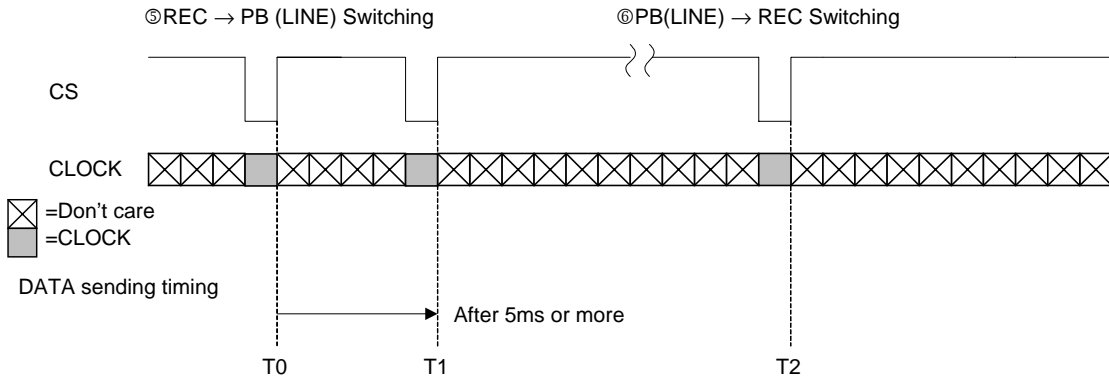 ⑤REC → PB (LINE) Switching
⑥PB(LINE) → REC Switching
CS
CLOCK
=Don't care
=CLOCK
DATA sending timing
After 5ms or more
T0 T1 T2